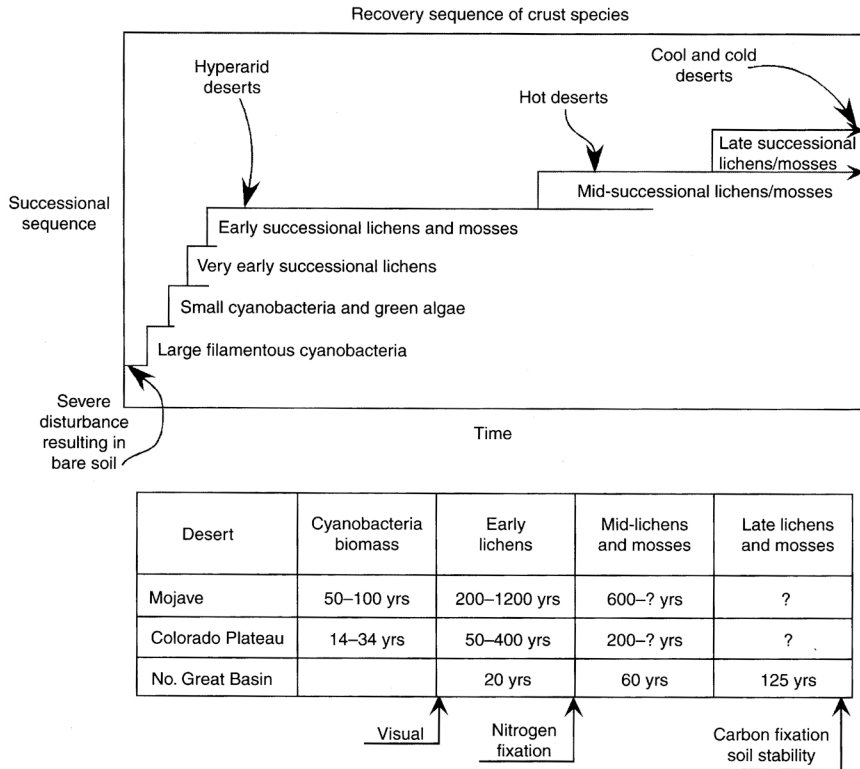 Recovery sequence of crust species
Cool and cold
deserts
Hyperarid
deserts
Hot deserts
Late successional
lichens/mosses
Mid-successional lichens/mosses
Successional
sequence
Early successional lichens and mosses
Very early successional lichens
Small cyanobacteria and green algae
Large filamentous cyanobacteria
Severe
disturbance
resulting in
bare soil
Time
Desert
Cyanobacteria
biomass
Early
lichens
Mid-lichens
and mosses
Late lichens
and mosses
Mojave
50–100 yrs
200–1200 yrs
600–? yrs
?
Colorado Plateau
14–34 yrs
50–400 yrs
200–? yrs
?
No. Great Basin
20 yrs
60 yrs
125 yrs
Visual
Nitrogen
fixation
Carbon fixation
soil stability